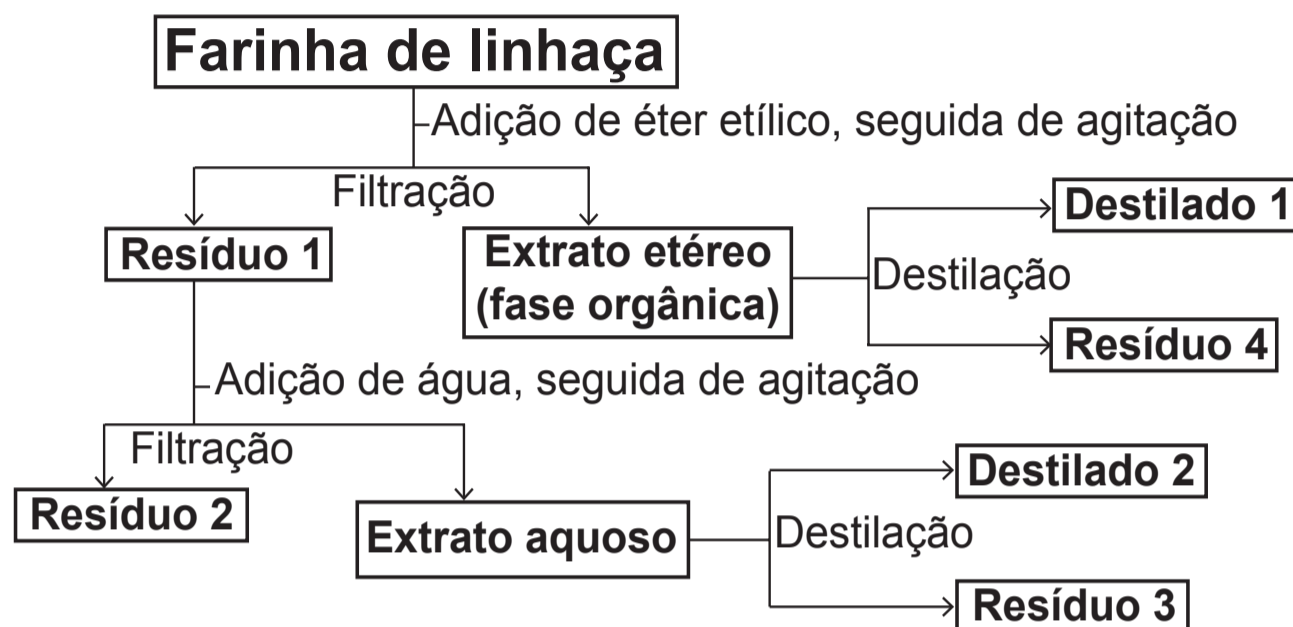 Farinha de linhaça
Adição de éter etílico, seguida de agitação
Filtração
Resíduo 1
Extrato etéreo
(fase orgânica)
Destilação
Destilado 1
Resíduo 4
Adição de água, seguida de agitação
Filtração
Resíduo 2
Extrato aquoso
Destilação
Destilado 2
Resíduo 3